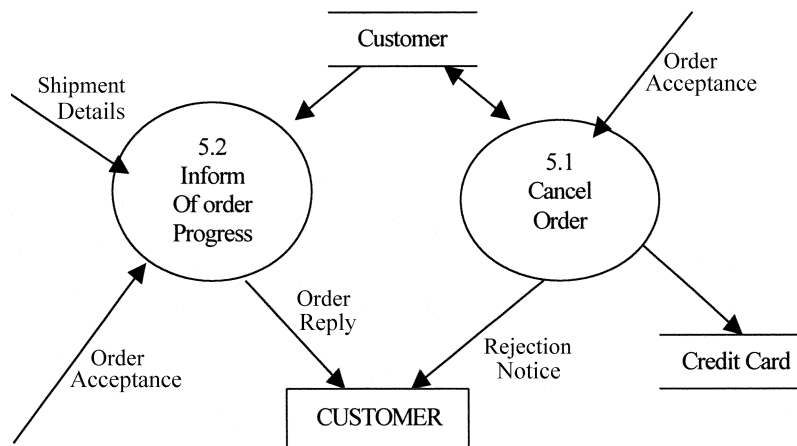 Customer
Order
Acceptance
Shipment
Details
5.2
Inform
Of order
Progress
5.1
Cancel
Order
Order
Reply
Rejection
Notice
Order
Acceptance
Credit Card
CUSTOMER